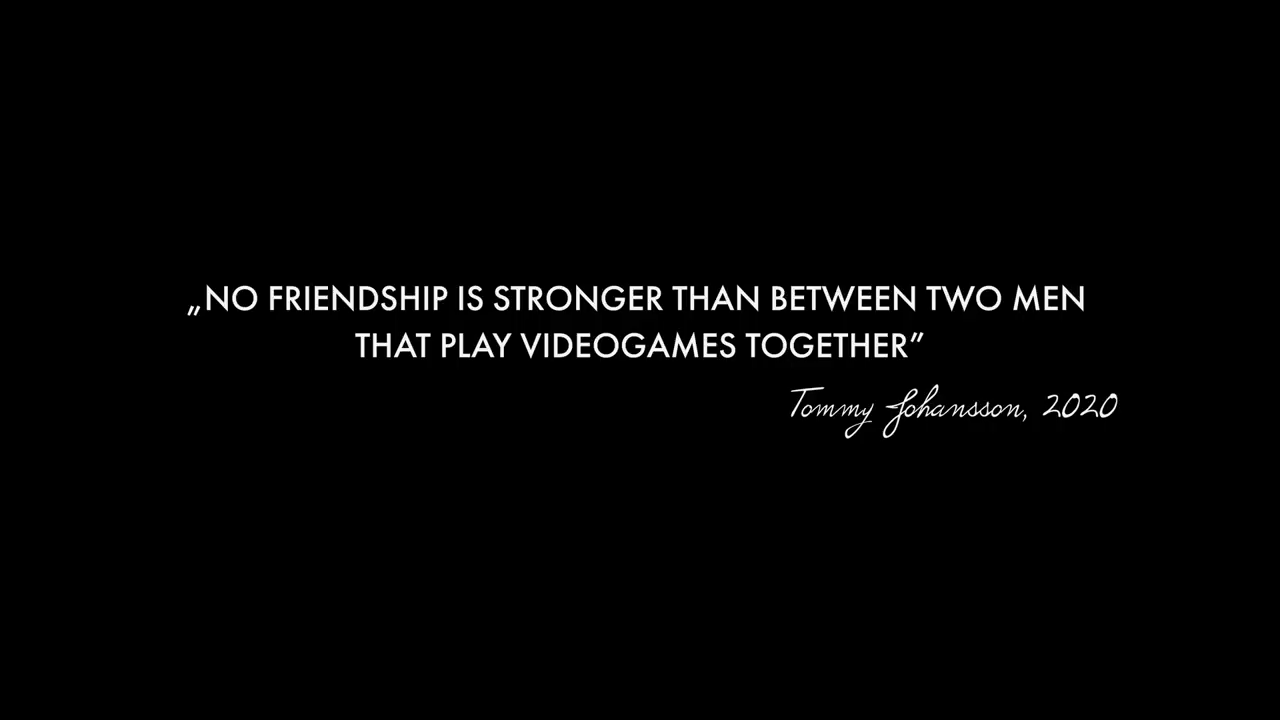 „NO FRIENDSHIP IS STRONGER THAN BETWEEN TWO MEN
THAT PLAY VIDEOGAMES TOGETHER”
Tommy Johansson, 2020